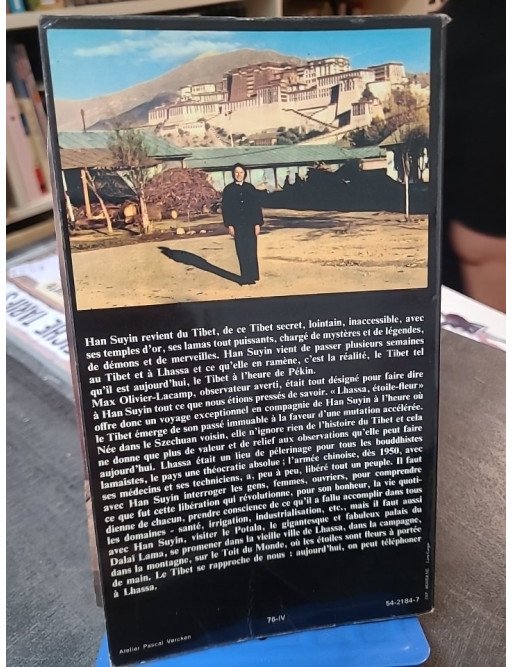 Han Suyin revient du Tibet, de ce Tibet secret, lointain, inaccessible, avec
ses temples d'or, ses lamas tout puissants, chargé de mystères et de légendes,
de démons et de merveilles. Han Suyin vient de passer plusieurs semaines
au Tibet et à Lhassa et ce qu'elle en ramène, c'est la réalité, le Tibet tel
qu'il est aujourd'hui, le Tibet à l'heure de Pékin.
Max Olivier-Lacamp, observateur averti, était tout désigné pour faire dire
à Han Suyin tout ce que nous étions pressés de savoir. « Lhassa, étoile-fleur »
offre donc un voyage exceptionnel en compagnie de Han Suyin à l'heure où
le Tibet émerge de son passé immuable à la faveur d'une mutation accélérée.
Née dans le Szechuan voisin, elle n'ignore rien de l'histoire du Tibet et cela
ne donne que plus de valeur et de relief aux observations qu'elle peut faire
aujourd'hui. Lhassa était un lieu de pélerinage pour tous les bouddhistes
lamaïstes, le pays une théocratie absolue ; l'armée chinoise, dès 1950, avec
ses médecins et ses techniciens, a, peu à peu, libéré tout un peuple. Il faut
avec Han Suyin interroger les gens, femmes, ouvriers, pour comprendre
ce que fut cette libération qui révolutionne, pour son bonheur, la vie quoti-
dienne de chacun, prendre conscience de ce qu'il a fallu accomplir dans tous
les domaines - santé, irrigation, industrialisation, etc., mais il faut aussi
avec Han Suyin, visiter le Potala, le gigantesque et fabuleux palais du
Dalaï Lama, se promener dans la vieille ville de Lhassa, dans la campagne,
dans la montagne, sur le Toit du Monde, où les étoiles sont fleurs à portée
de main. Le Tibet se rapproche de nous : aujourd'hui, on peut téléphoner
à Lhassa.
Atelier Pascal Vercken
76-IV
54-2184-7